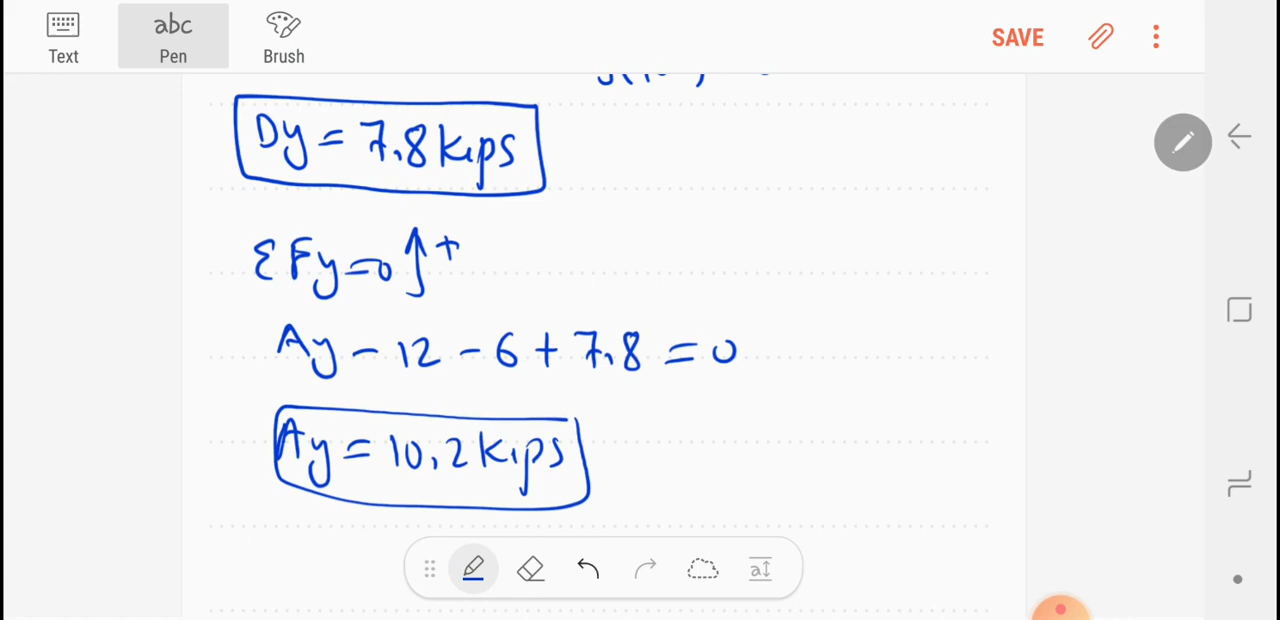 Text
abc
Pen
Brush
SAVE
Dy = 7.8 kips
ΣFy=0 ↑+
Ay - 12 - 6 + 7.8 = 0
Ay = 10.2 kips